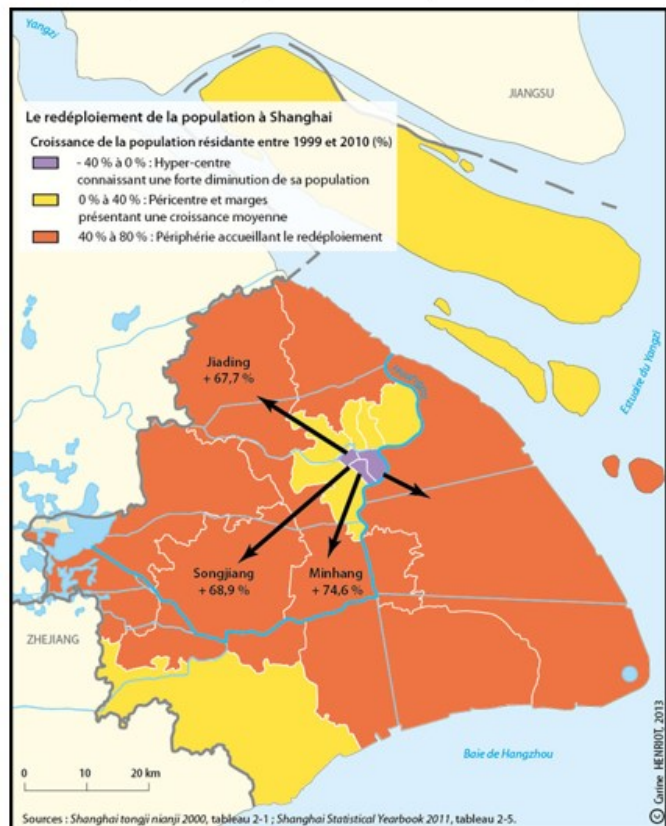 Yangzi
JIANGSU
Le redéploiement de la population à Shanghai
Croissance de la population résidante entre 1999 et 2010 (%)
- 40 % à 0 % : Hyper-centre
connaissant une forte diminution de sa population
0 % à 40 % : Péricentre et marges
présentant une croissance moyenne
40 % à 80 % : Périphérie accueillant le redéploiement
Estuaire du Yangzi
Jiading
+ 67,7 %
Songjiang
+ 68,9 %
Minhang
+ 74,6 %
ZHEJIANG
Baie de Hangzhou
0 10 20 km
© Carine HENRIOT, 2013
Sources : Shanghai tongji nianji 2000, tableau 2-1 ; Shanghai Statistical Yearbook 2011, tableau 2-5.